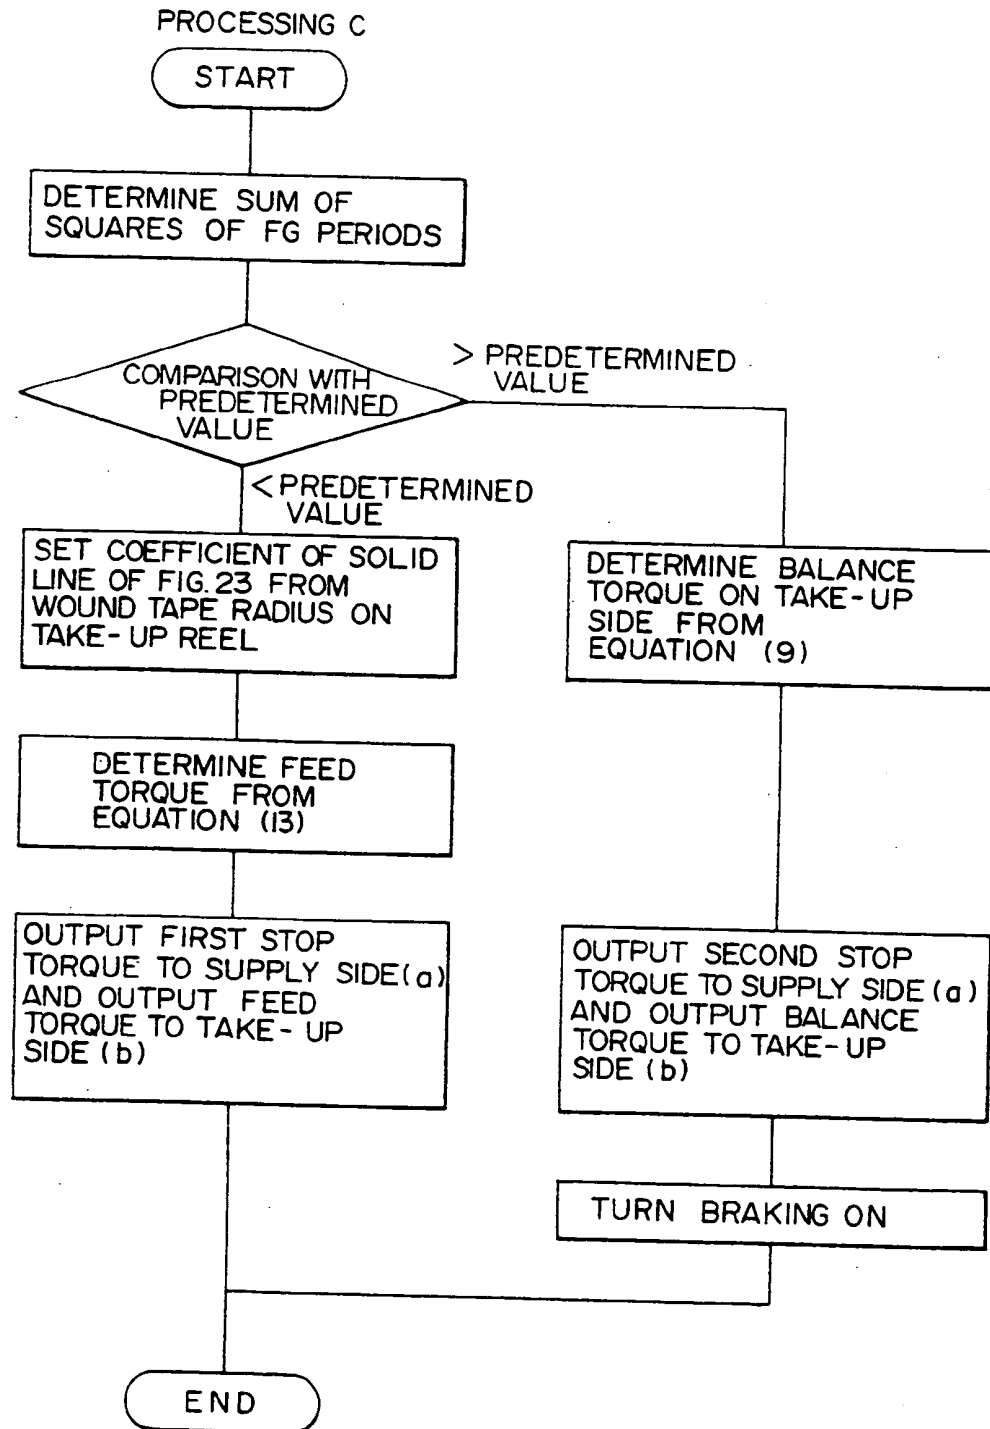 PROCESSING C
START
DETERMINE SUM OF
SQUARES OF FG PERIODS
COMPARISON WITH
PREDETERMINED
VALUE
> PREDETERMINED
VALUE
< PREDETERMINED
VALUE
SET COEFFICIENT OF SOLID
LINE OF FIG. 23 FROM
WOUND TAPE RADIUS ON
TAKE-UP REEL
DETERMINE FEED
TORQUE FROM
EQUATION (13)
OUTPUT FIRST STOP
TORQUE TO SUPPLY SIDE (a)
AND OUTPUT FEED
TORQUE TO TAKE-UP
SIDE (b)
DETERMINE BALANCE
TORQUE ON TAKE-UP
SIDE FROM
EQUATION (9)
OUTPUT SECOND STOP
TORQUE TO SUPPLY SIDE (a)
AND OUTPUT BALANCE
TORQUE TO TAKE-UP
SIDE (b)
TURN BRAKING ON
END